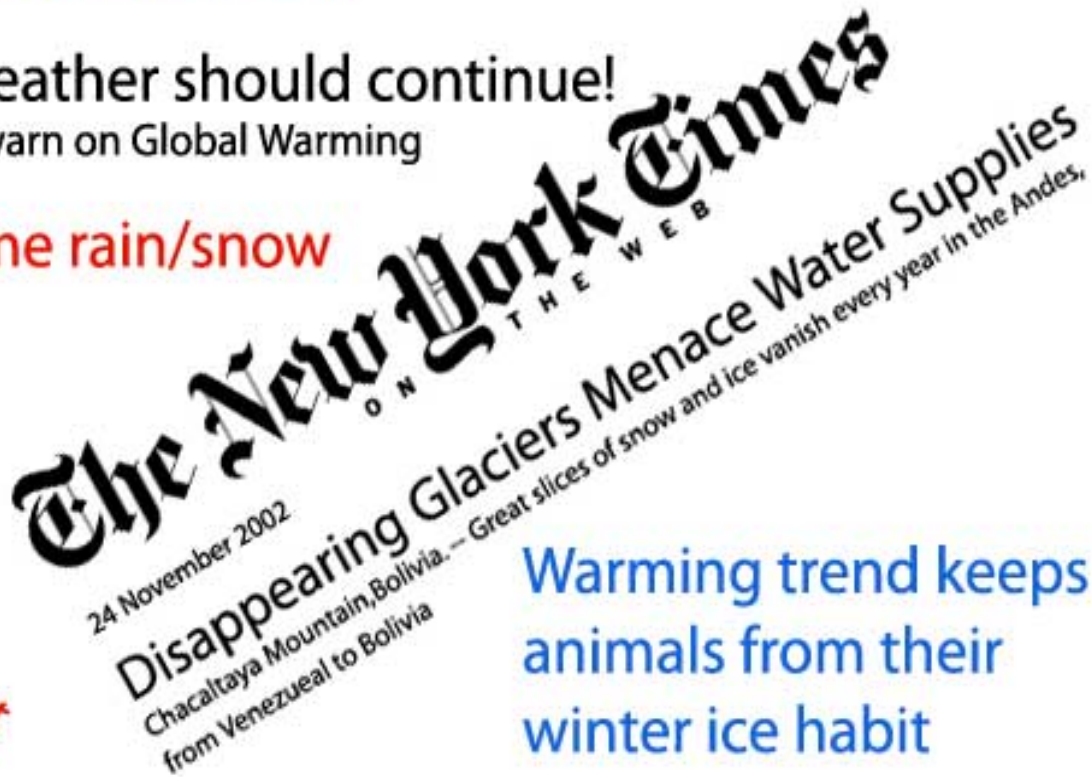 eather should continue!
warn on Global Warming
ne rain/snow
The New York Times
ON THE WEB
24 November 2002
Disappearing Glaciers Menace Water Supplies
Chacaltaya Mountain,Bolivia.-- Great slices of snow and ice vanish every year in the Andes,
from Venezueal to Bolivia
Warming trend keeps
animals from their
winter ice habit